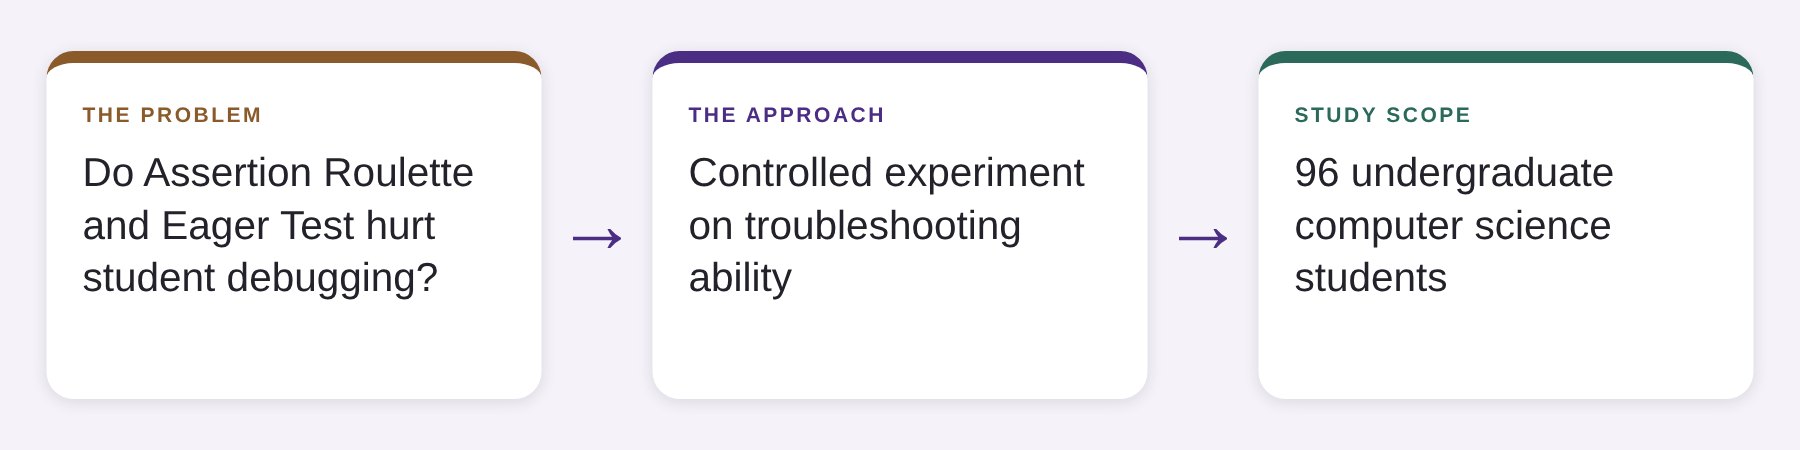 THE PROBLEM
Do Assertion Roulette
and Eager Test hurt
student debugging?
→
THE APPROACH
Controlled experiment
on troubleshooting
ability
→
STUDY SCOPE
96 undergraduate
computer science
students